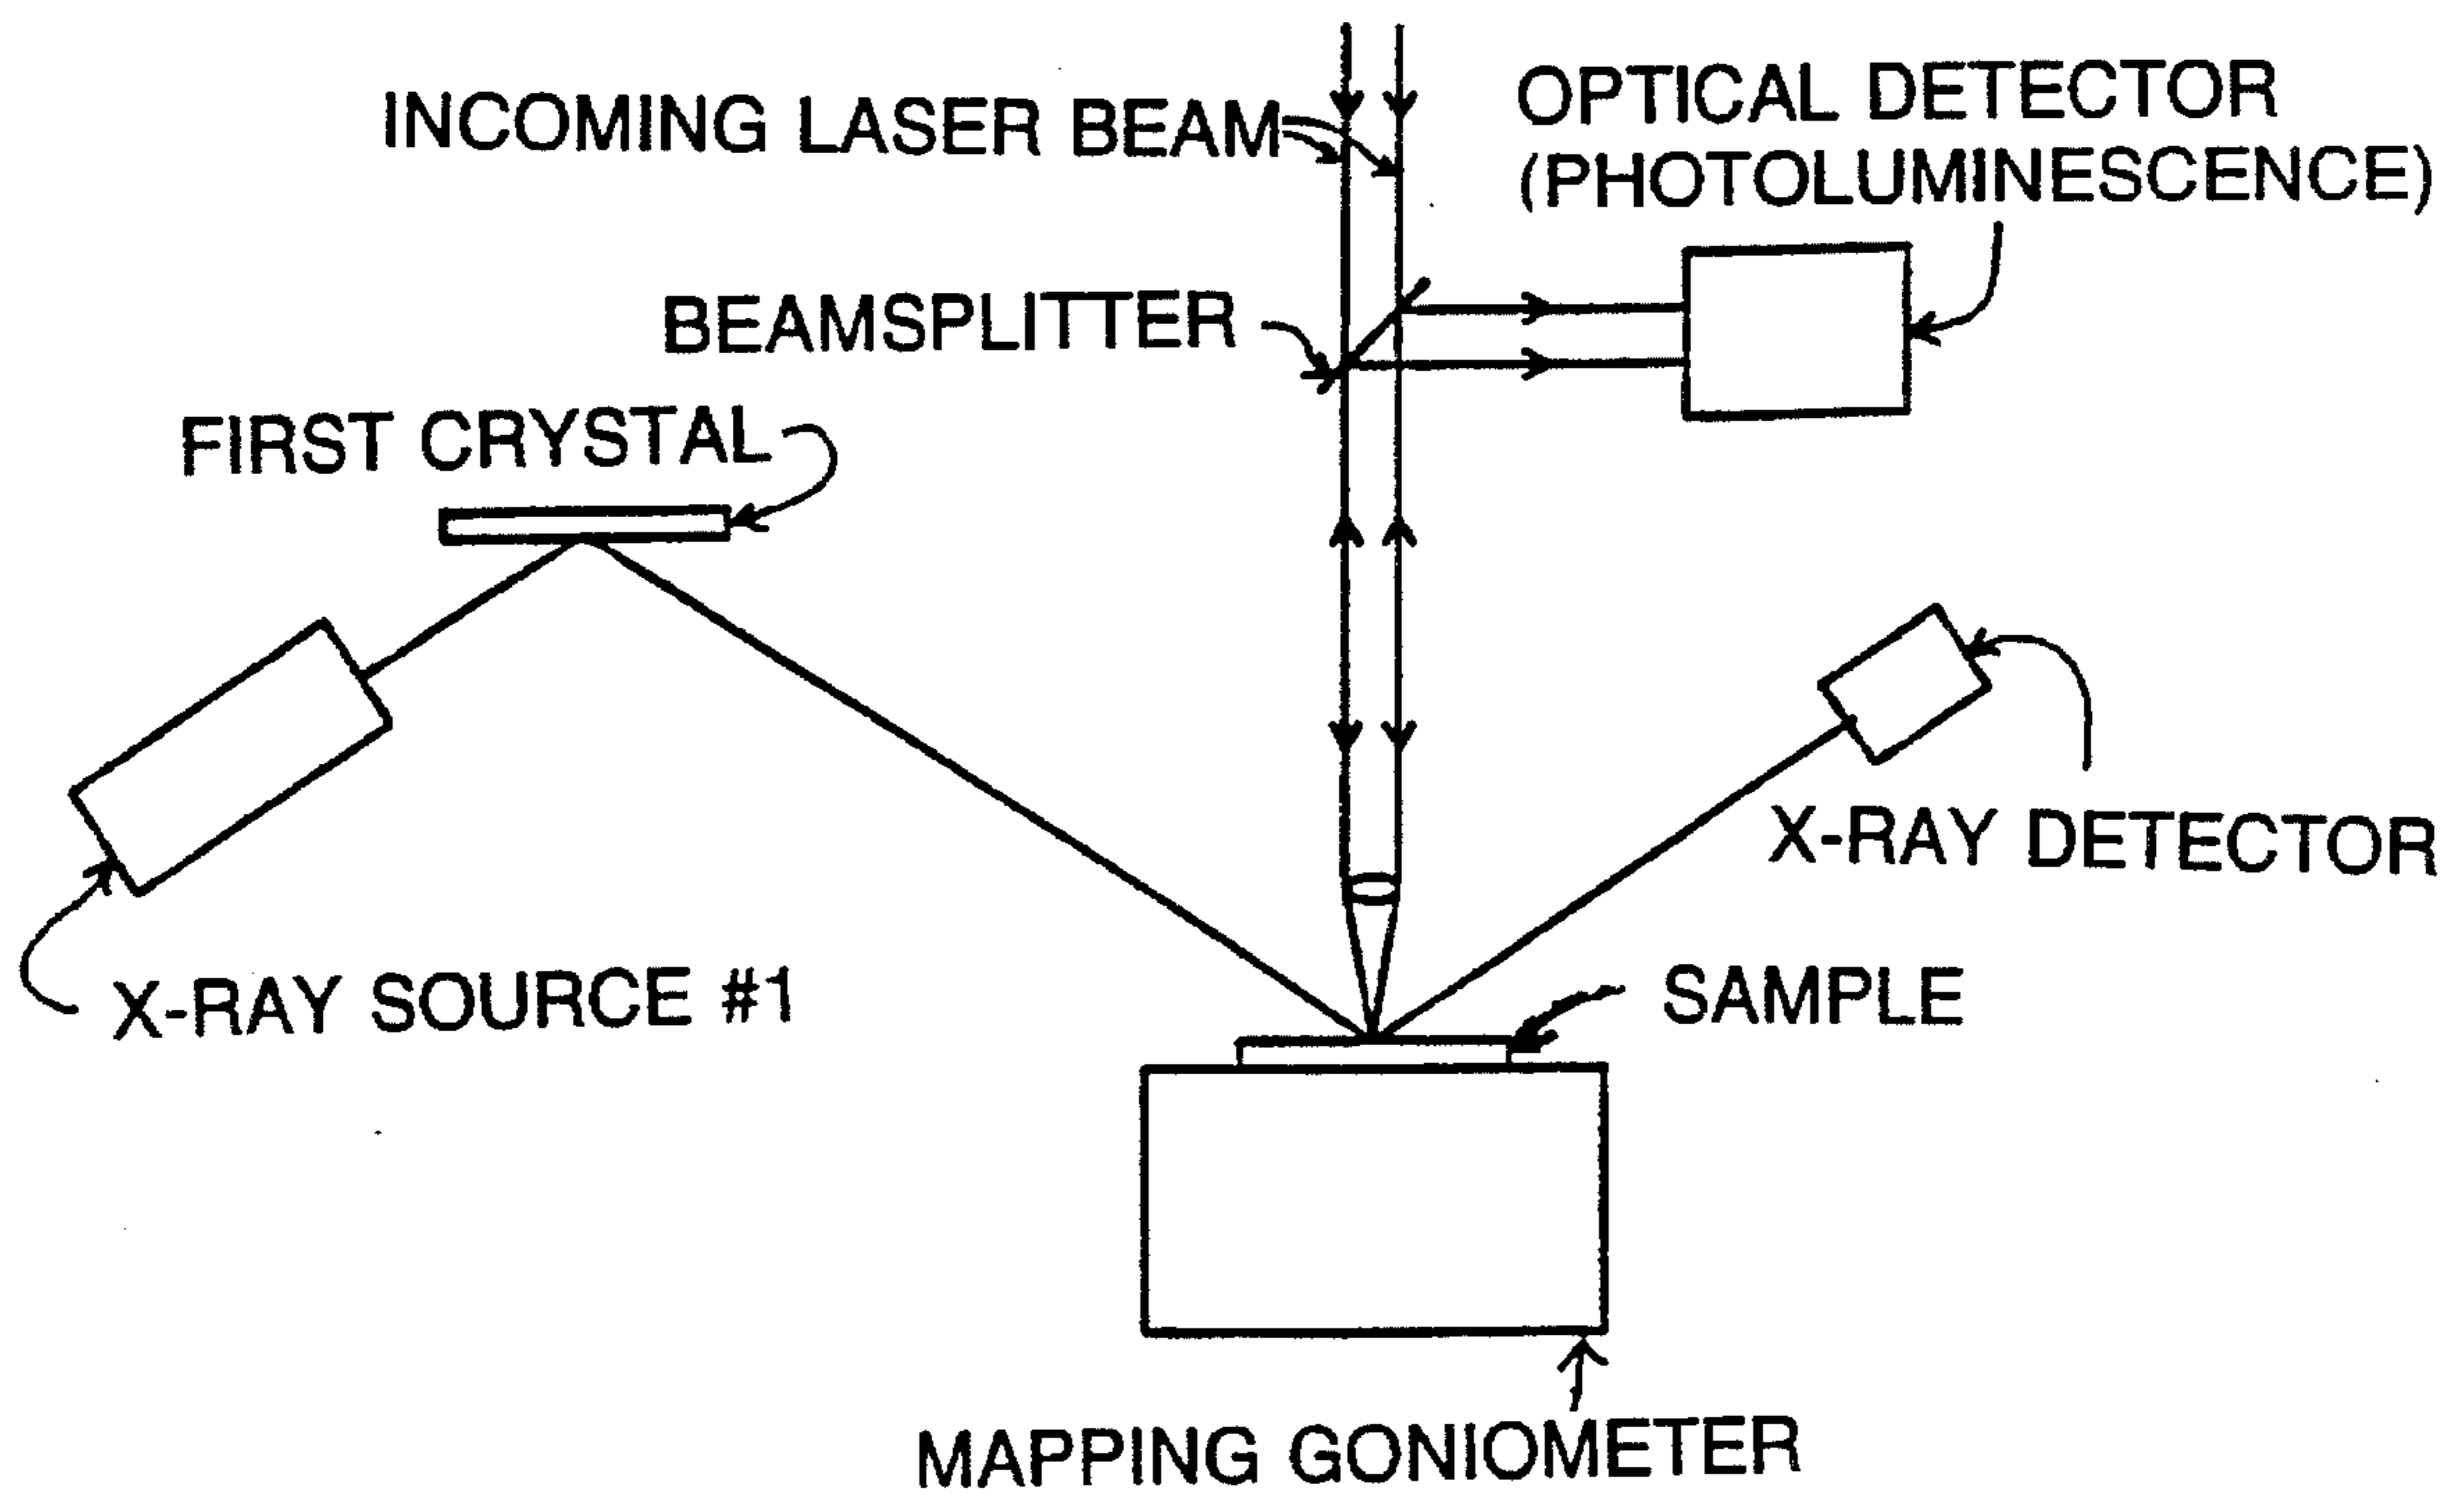 INCOMING LASER BEAM
OPTICAL DETECTOR
(PHOTOLUMINESCENCE)
BEAMSPLITTER
FIRST CRYSTAL
X-RAY DETECTOR
X-RAY SOURCE #1
SAMPLE
MAPPING GONIOMETER